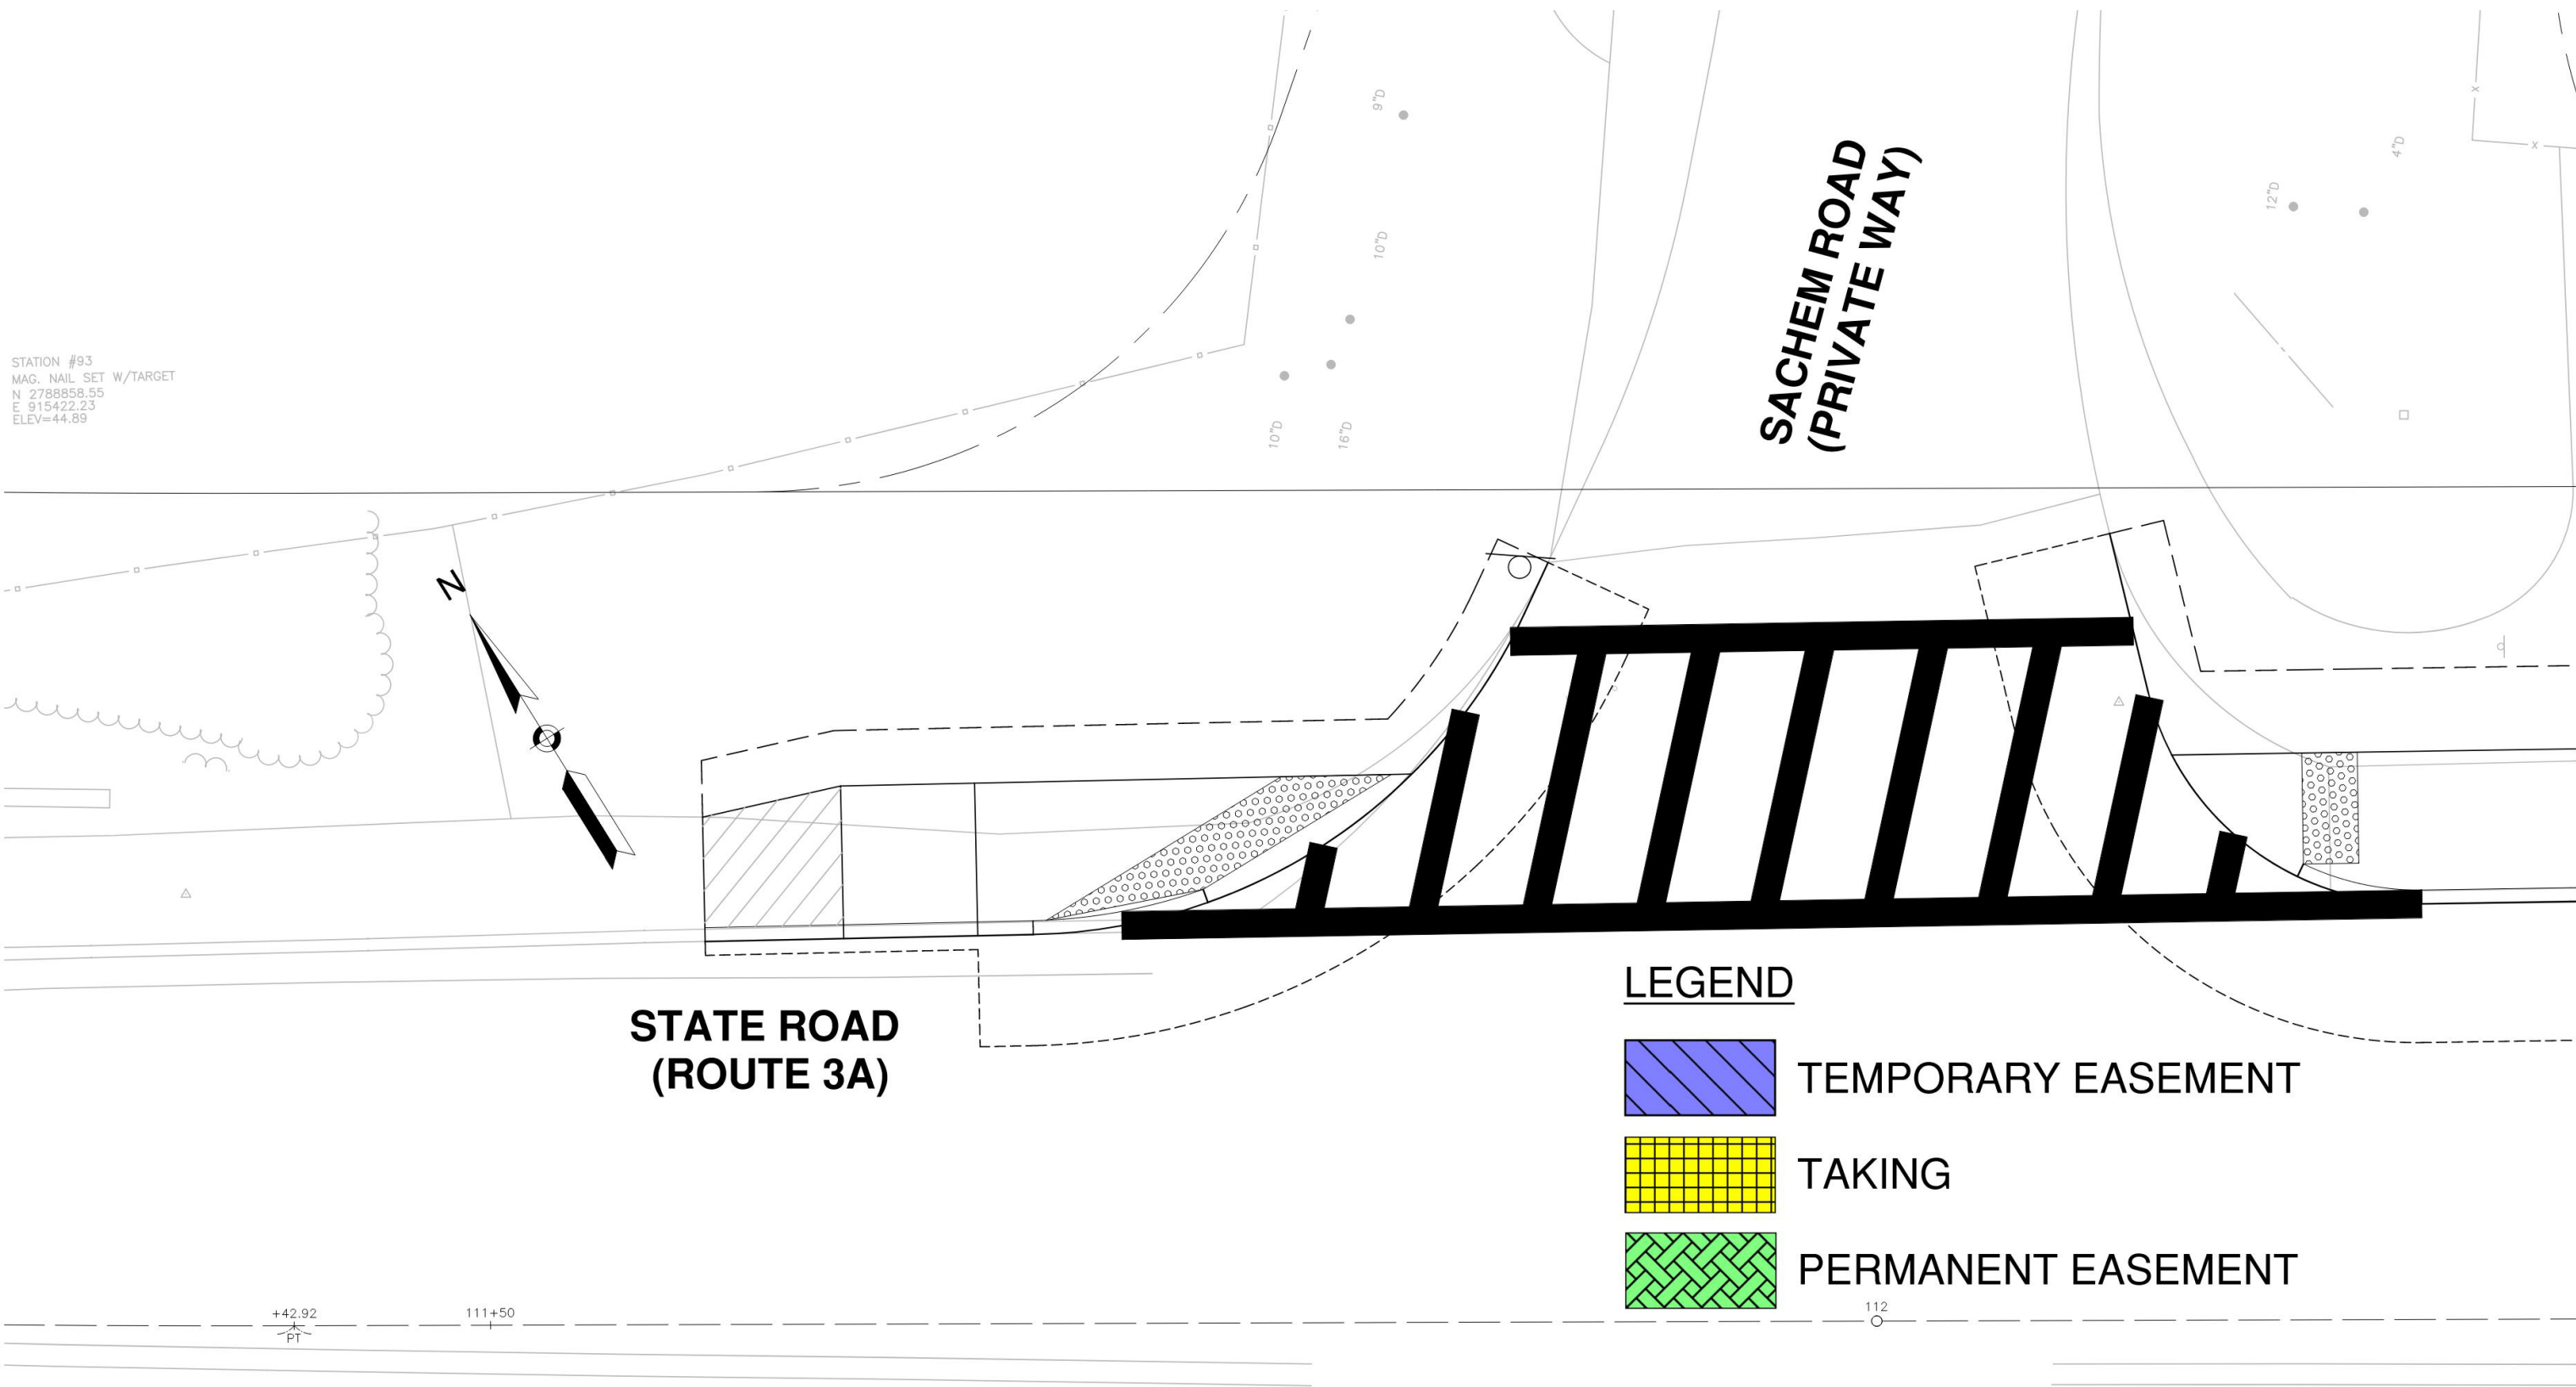 9"D
4"D
SACHEM ROAD
(PRIVATE WAY)
12"D
10"D
STATION #93
MAG. NAIL SET W/TARGET
N 2788858.55
E 915422.23
ELEV=44.89
10"D
16"D
N
LEGEND
STATE ROAD
(ROUTE 3A)
TEMPORARY EASEMENT
TAKING
PERMANENT EASEMENT
+42.92
111+50
112
PT